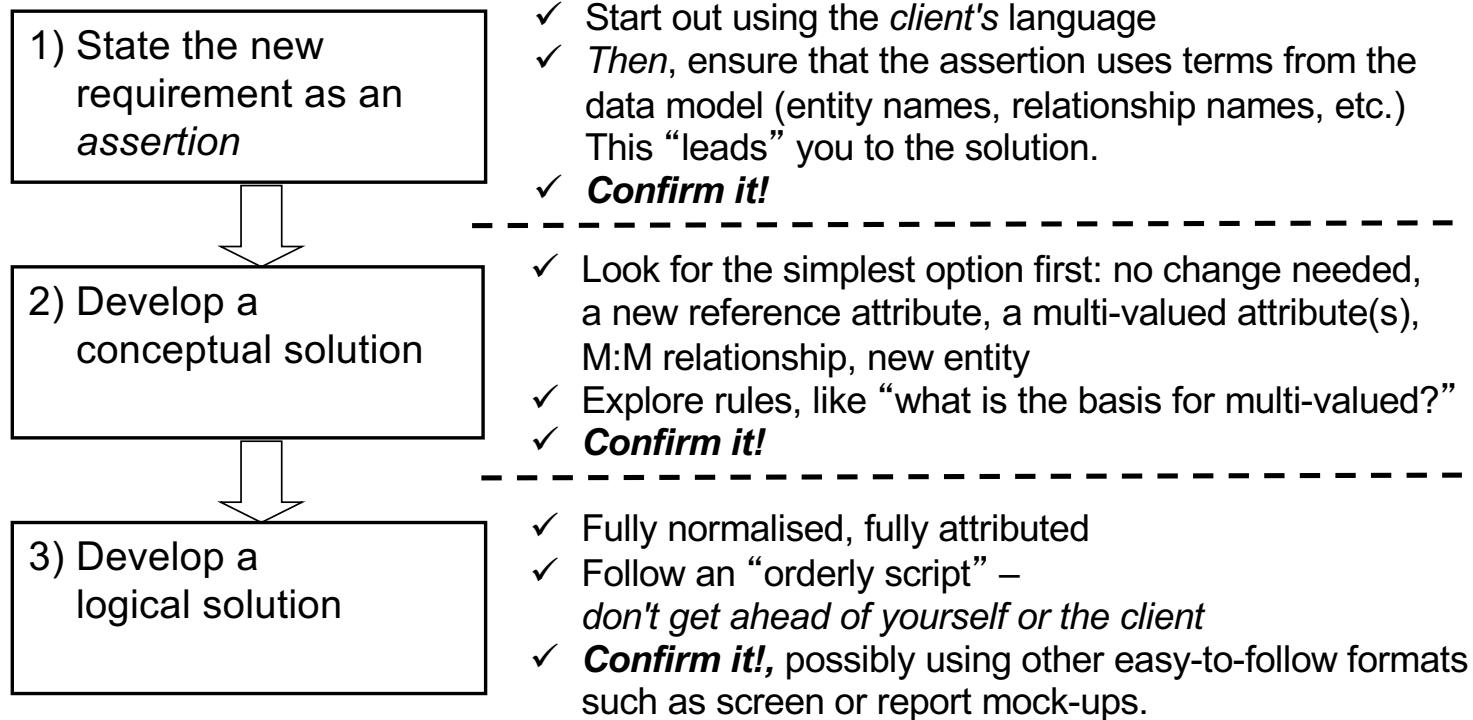 1) State the new
requirement as an
assertion
✓ Start out using the client's language
✓ Then, ensure that the assertion uses terms from the
data model (entity names, relationship names, etc.)
This “leads” you to the solution.
✓ Confirm it!
2) Develop a
conceptual solution
✓ Look for the simplest option first: no change needed,
a new reference attribute, a multi-valued attribute(s),
M:M relationship, new entity
✓ Explore rules, like “what is the basis for multi-valued?”
✓ Confirm it!
3) Develop a
logical solution
✓ Fully normalised, fully attributed
✓ Follow an “orderly script” –
don't get ahead of yourself or the client
✓ Confirm it!, possibly using other easy-to-follow formats
such as screen or report mock-ups.